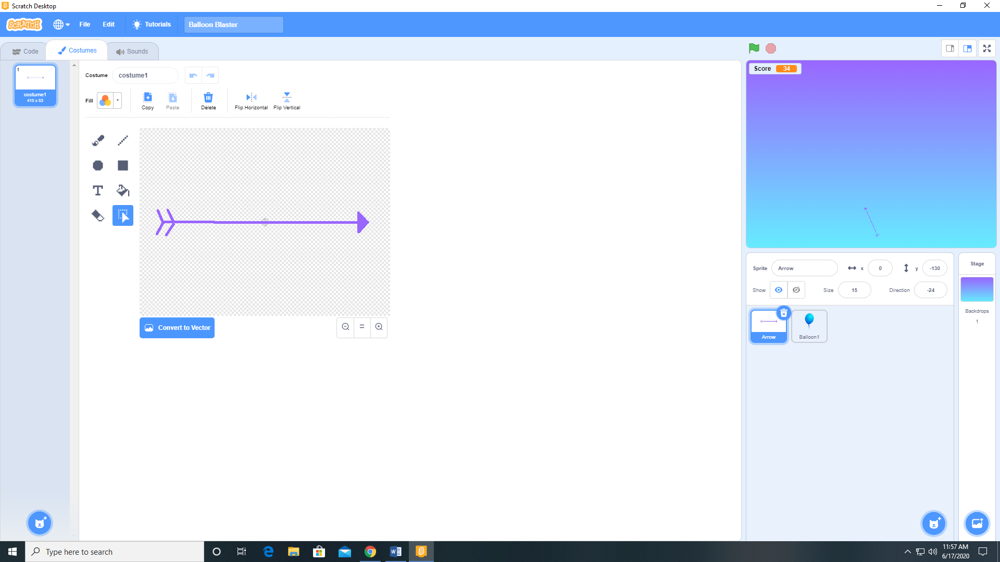 Scratch Desktop
SCRATCH
File
Edit
Tutorials
Balloon Blaster
Code
Costumes
Sounds
1
costume1
410 x 53
Costume
costume1
Fill
Copy
Paste
Delete
Flip Horizontal
Flip Vertical
T
Convert to Vector
=
Score 34
Sprite
Arrow
x
0
y
-130
Show
Size
15
Direction
-24
Arrow
Balloon1
Stage
Backdrops
1
Type here to search
11:57 AM
6/17/2020